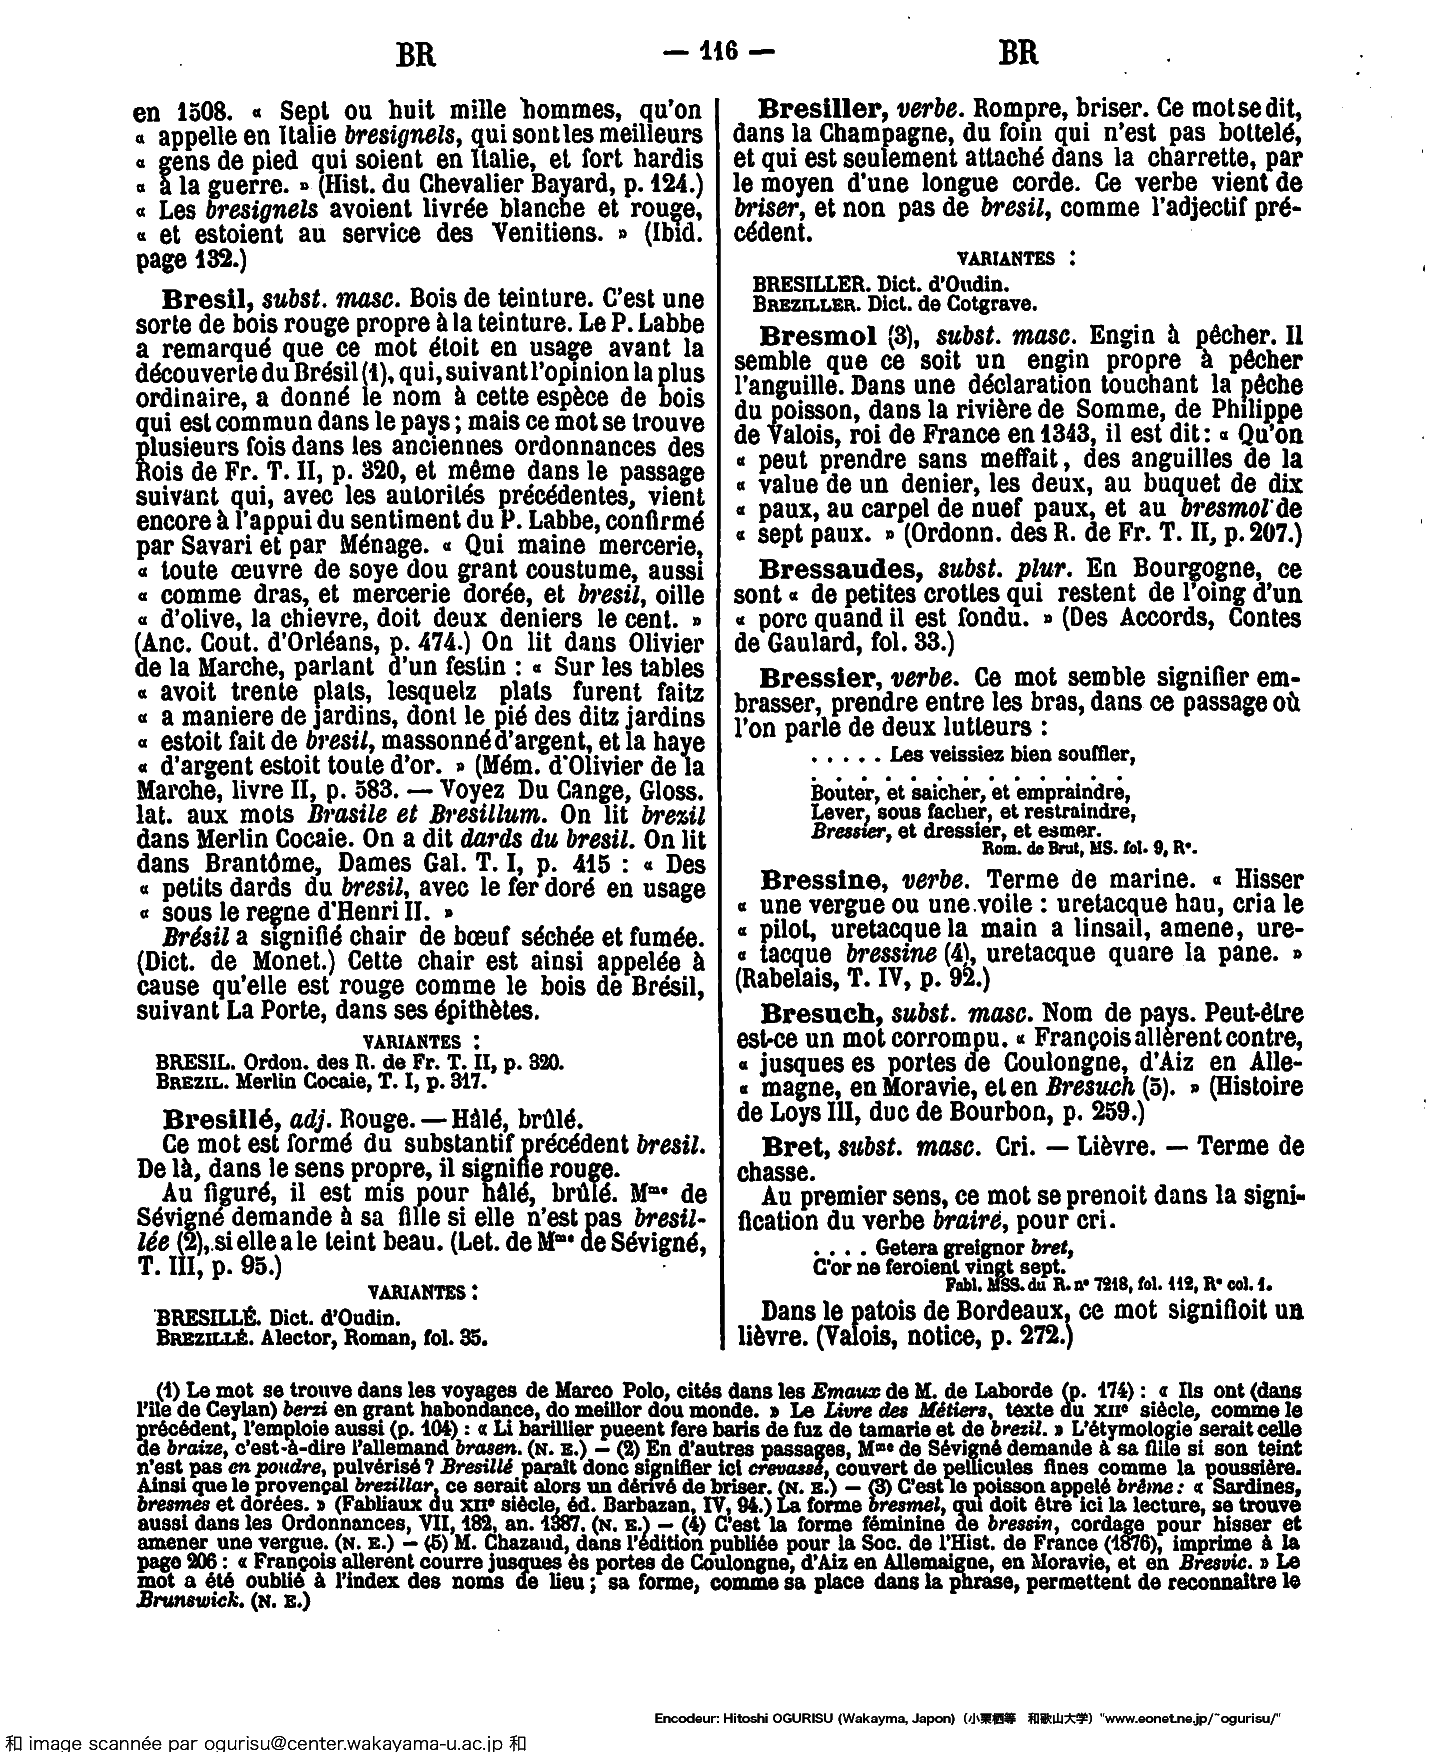 BR
— 116 —
BR
en 1508. « Sept ou huit mille hommes, qu'on
« appelle en Italie bresignels, qui sont les meilleurs
« gens de pied qui soient en Italie, et fort hardis
« à la guerre. » (Hist. du Chevalier Bayard, p. 124.)
« Les bresignels avoient livrée blanche et rouge,
« et estoient au service des Venitiens. » (Ibid.
page 132.)
Bresil, subst. masc. Bois de teinture. C'est une
sorte de bois rouge propre à la teinture. Le P. Labbe
a remarqué que ce mot étoit en usage avant la
découverte du Brésil (1), qui, suivant l'opinion la plus
ordinaire, a donné le nom à cette espèce de bois
qui est commun dans le pays ; mais ce mot se trouve
plusieurs fois dans les anciennes ordonnances des
Rois de Fr. T. II, p. 320, et même dans le passage
suivant qui, avec les autorités précédentes, vient
encore à l'appui du sentiment du P. Labbe, confirmé
par Savari et par Ménage. « Qui maine mercerie,
« toute œuvre de soye dou grant coustume, aussi
« comme dras, et mercerie dorée, et bresil, oille
« d'olive, la chievre, doit deux deniers le cent. »
(Anc. Cout. d'Orléans, p. 474.) On lit dans Olivier
de la Marche, parlant d'un festin : « Sur les tables
« avoit trente plats, lesquelz plats furent faitz
« a maniere de jardins, dont le pié des ditz jardins
« estoit fait de bresil, massonné d'argent, et la haye
« d'argent estoit toute d'or. » (Mém. d'Olivier de la
Marche, livre II, p. 583. — Voyez Du Cange, Gloss.
lat. aux mots Brasile et Bresillum. On lit brezil
dans Merlin Cocaie. On a dit dards du bresil. On lit
dans Brantôme, Dames Gal. T. I, p. 415 : « Des
« petits dards du bresil, avec le fer doré en usage
« sous le regne d'Henri II. »
Brésil a signifié chair de bœuf séchée et fumée.
(Dict. de Monet.) Cette chair est ainsi appelée à
cause qu'elle est rouge comme le bois de Brésil,
suivant La Porte, dans ses épithètes.
VARIANTES :
BRESIL. Ordon. des R. de Fr. T. II, p. 320.
BREZIL. Merlin Cocaie, T. I, p. 317.
Bresillé, adj. Rouge. — Hâlé, brûlé.
Ce mot est formé du substantif précédent bresil.
De là, dans le sens propre, il signifie rouge.
Au figuré, il est mis pour hâlé, brûlé. Mme de
Sévigné demande à sa fille si elle n'est pas bresil-
lée (2), si elle a le teint beau. (Let. de Mme de Sévigné,
T. III, p. 95.)
VARIANTES :
BRESILLÉ. Dict. d'Oudin.
BREZILLÉ. Alector, Roman, fol. 35.
Bresiller, verbe. Rompre, briser. Ce mot se dit,
dans la Champagne, du foin qui n'est pas bottelé,
et qui est seulement attaché dans la charrette, par
le moyen d'une longue corde. Ce verbe vient de
briser, et non pas de bresil, comme l'adjectif pré-
cédent.
VARIANTES :
BRESILLER. Dict. d'Oudin.
BREZILLER. Dict. de Cotgrave.
Bresmol (3), subst. masc. Engin à pêcher. Il
semble que ce soit un engin propre à pêcher
l'anguille. Dans une déclaration touchant la pêche
du poisson, dans la rivière de Somme, de Philippe
de Valois, roi de France en 1343, il est dit : « Qu'on
« peut prendre sans meffait, des anguilles de la
« value de un denier, les deux, au buquet de dix
« paux, au carpel de nuef paux, et au bresmol de
« sept paux. » (Ordonn. des R. de Fr. T. II, p. 207.)
Bressaudes, subst. plur. En Bourgogne, ce
sont « de petites crottes qui restent de l'oing d'un
« porc quand il est fondu. » (Des Accords, Contes
de Gaulard, fol. 33.)
Bressier, verbe. Ce mot semble signifier em-
brasser, prendre entre les bras, dans ce passage où
l'on parle de deux lutteurs :
. . . . . Les veissiez bien souffler,
. . . . . . . . . . . . . . .
Bouter, et saicher, et empraindre,
Lever, sous facher, et restraindre,
Bressier, et dressier, et esmer.
Rom. de Brut, MS. fol. 9, R°.
Bressine, verbe. Terme de marine. « Hisser
« une vergue ou une voile : uretacque hau, cria le
« pilot, uretacque la main a linsail, amene, ure-
« tacque bressine (4), uretacque quare la pane. »
(Rabelais, T. IV, p. 92.)
Bresuch, subst. masc. Nom de pays. Peut-être
est-ce un mot corrompu. « François allèrent contre,
« jusques es portes de Coulongne, d'Aiz en Alle-
« magne, en Moravie, et en Bresuch (5). » (Histoire
de Loys III, duc de Bourbon, p. 259.)
Bret, subst. masc. Cri. — Lièvre. — Terme de
chasse.
Au premier sens, ce mot se prenoit dans la signi-
fication du verbe braire, pour cri.
. . . . Getera greignor bret,
C'or ne feroient vingt sept.
Fabl. MSS. du R. n° 7218, fol. 112, R° col. 1.
Dans le patois de Bordeaux, ce mot signifioit un
lièvre. (Valois, notice, p. 272.)
(1) Le mot se trouve dans les voyages de Marco Polo, cités dans les Emaux de M. de Laborde (p. 174) : « Ils ont (dans
l'île de Ceylan) berzi en grant habondance, do meillor dou monde. » Le Livre des Métiers, texte du XIIe siècle, comme le
précédent, l'emploie aussi (p. 104) : « Li barillier pueent fere baris de fuz de tamarie et de brezil. » L'étymologie serait celle
de braize, c'est-à-dire l'allemand brasen. (N. E.) — (2) En d'autres passages, Mme de Sévigné demande à sa fille si son teint
n'est pas en poudre, pulvérisé ? Bresillé paraît donc signifier ici crevassé, couvert de pellicules fines comme la poussière.
Ainsi que le provençal brezillar, ce serait alors un dérivé de briser. (N. E.) — (3) C'est le poisson appelé brême : « Sardines,
bresmes et dorées. » (Fabliaux du XIIe siècle, éd. Barbazan, IV, 94.) La forme bresmel, qui doit être ici la lecture, se trouve
aussi dans les Ordonnances, VII, 182, an. 1387. (N. E.) — (4) C'est la forme féminine de bressin, cordage pour hisser et
amener une vergue. (N. E.) — (5) M. Chazaud, dans l'édition publiée pour la Soc. de l'Hist. de France (1876), imprime à la
page 206 : « François allerent courre jusques ès portes de Coulongne, d'Aiz en Allemaigne, en Moravie, et en Bresvic. » Le
mot a été oublié à l'index des noms de lieu ; sa forme, comme sa place dans la phrase, permettent de reconnaître le
Brunswick. (N. E.)
Encodeur: Hitoshi OGURISU (Wakayma, Japon) (小栗栖等 和歌山大学) "www.eonet.ne.jp/~ogurisu/"
和 image scannée par ogurisu@center.wakayama-u.ac.jp 和